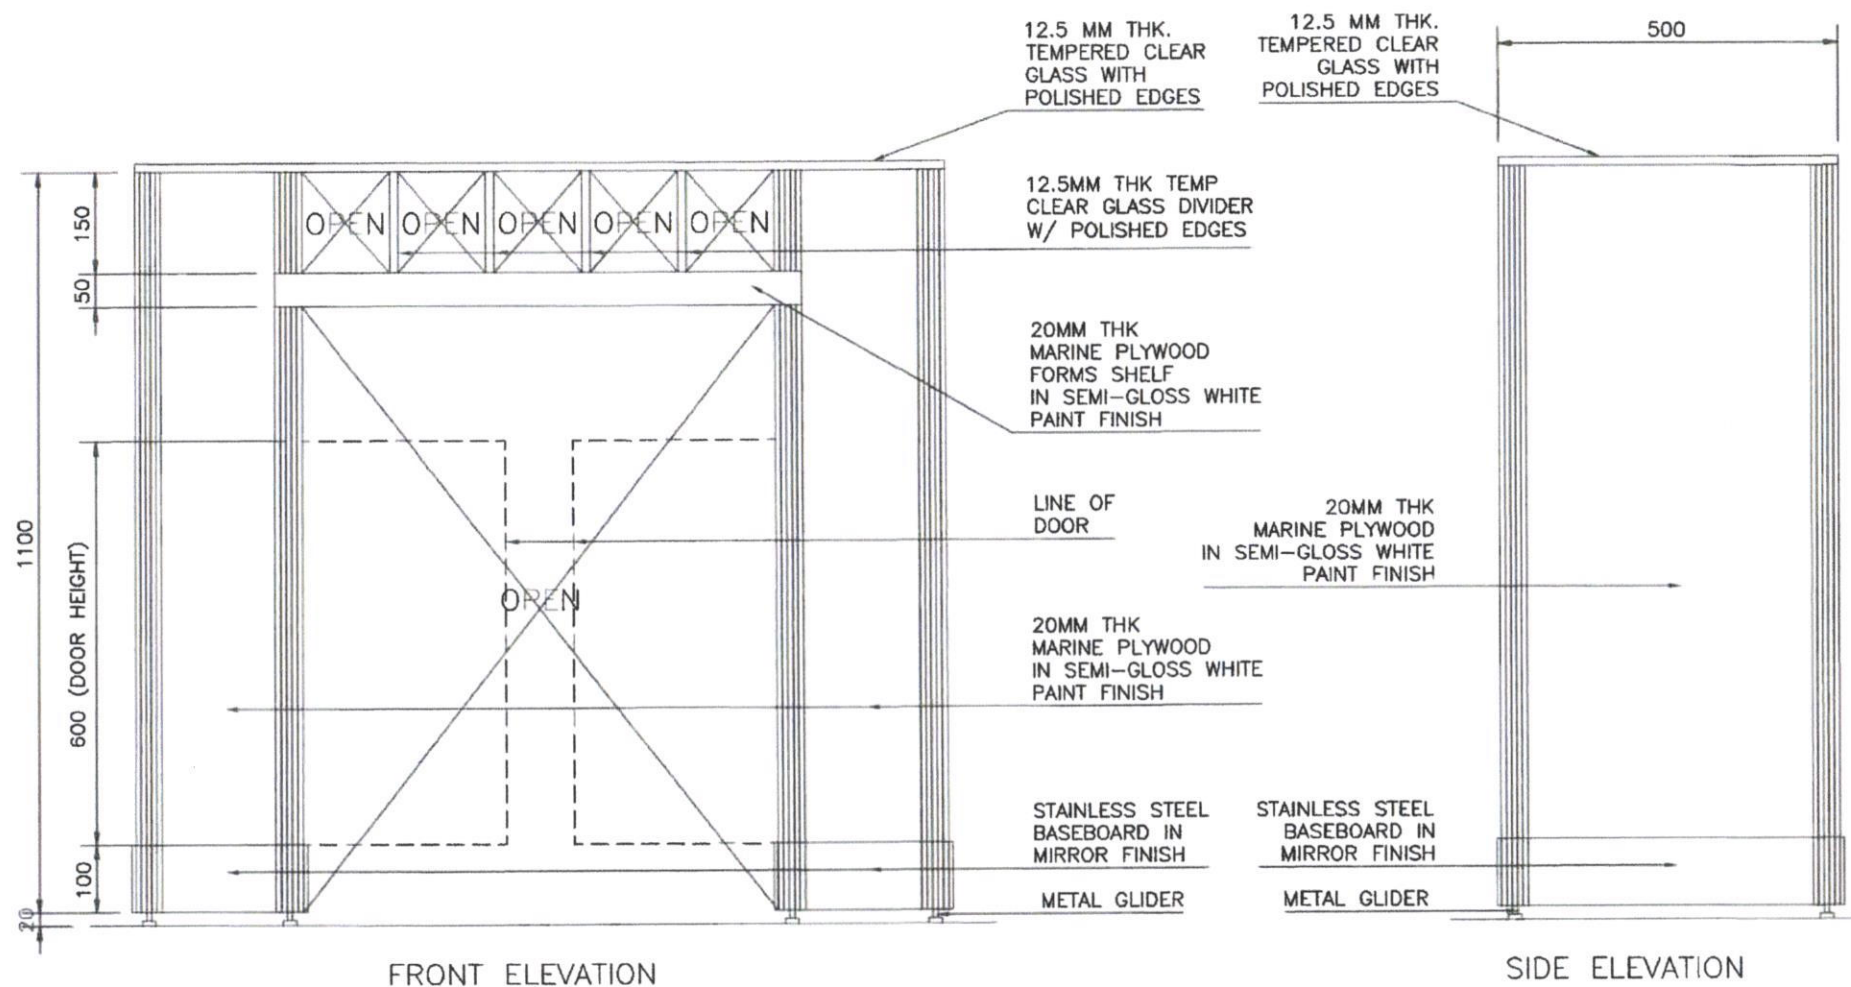 12.5 MM THK.
TEMPERED CLEAR
GLASS WITH
POLISHED EDGES
12.5 MM THK.
TEMPERED CLEAR
GLASS WITH
POLISHED EDGES
500
150
OPEN OPEN OPEN OPEN OPEN
12.5MM THK TEMP
CLEAR GLASS DIVIDER
W/ POLISHED EDGES
50
20MM THK
MARINE PLYWOOD
FORMS SHELF
IN SEMI-GLOSS WHITE
PAINT FINISH
1100
600 (DOOR HEIGHT)
LINE OF
DOOR
20MM THK
MARINE PLYWOOD
IN SEMI-GLOSS WHITE
PAINT FINISH
OPEN
20MM THK
MARINE PLYWOOD
IN SEMI-GLOSS WHITE
PAINT FINISH
100
STAINLESS STEEL
BASEBOARD IN
MIRROR FINISH
STAINLESS STEEL
BASEBOARD IN
MIRROR FINISH
METAL GLIDER
METAL GLIDER
20
FRONT ELEVATION
SIDE ELEVATION